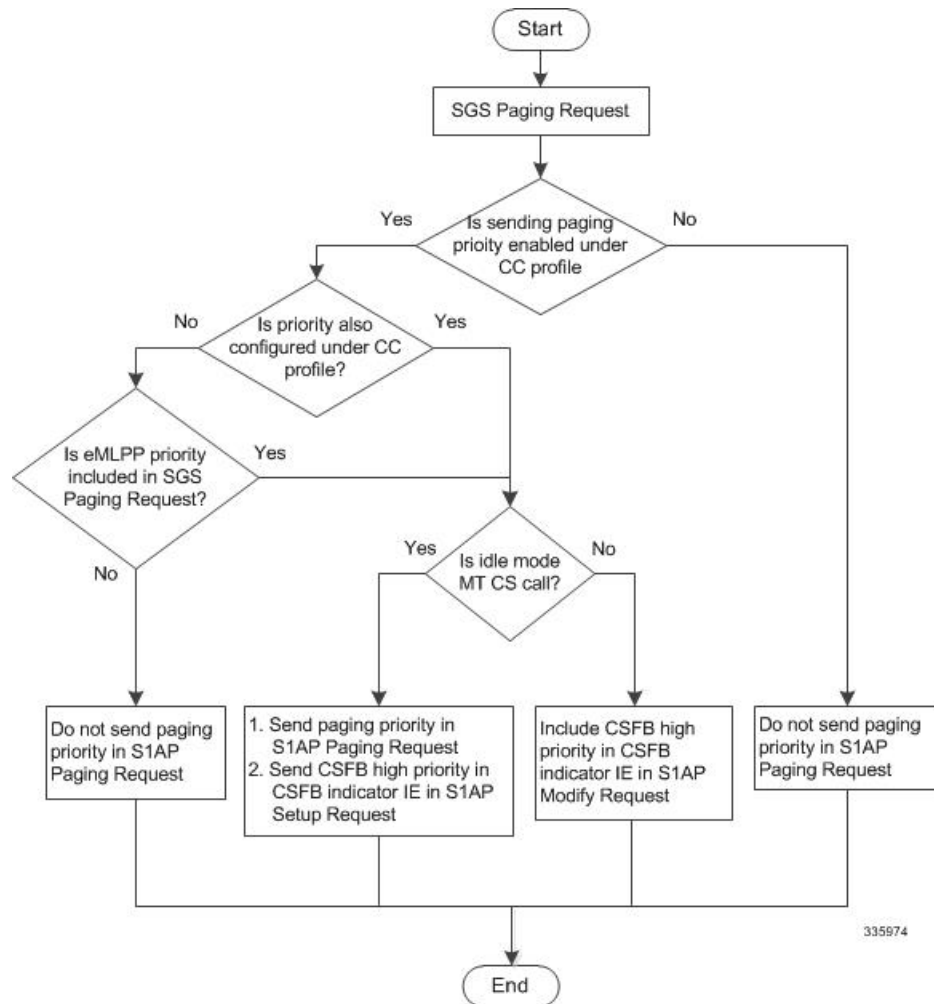 Start
SGS Paging Request
Yes
Is sending paging
prioity enabled under
CC profile
No
No
Is priority also
configured under CC
profile?
Yes
Is eMLPP priority
included in SGS
Paging Request?
Yes
No
Yes
Is idle mode
MT CS call?
No
Do not send paging
priority in S1AP
Paging Request
1. Send paging priority in
S1AP Paging Request
2. Send CSFB high priority in
CSFB indicator IE in S1AP
Setup Request
Include CSFB high
priority in CSFB
indicator IE in S1AP
Modify Request
Do not send paging
priority in S1AP
Paging Request
335974
End